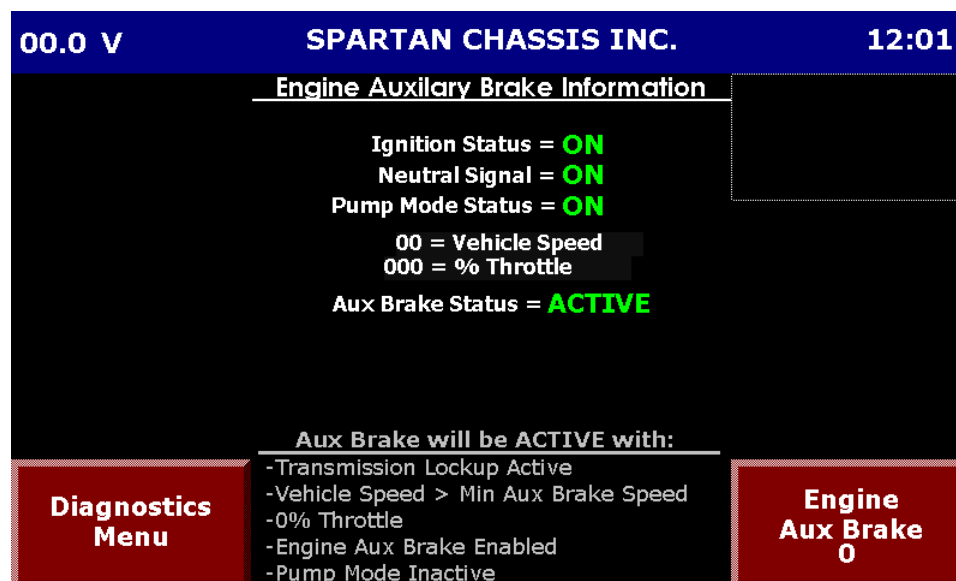 00.0 V
SPARTAN CHASSIS INC.
12:01
Engine Auxilary Brake Information
Ignition Status = ON
Neutral Signal = ON
Pump Mode Status = ON
00 = Vehicle Speed
000 = % Throttle
Aux Brake Status = ACTIVE
Aux Brake will be ACTIVE with:
-Transmission Lockup Active
-Vehicle Speed > Min Aux Brake Speed
-0% Throttle
-Engine Aux Brake Enabled
-Pump Mode Inactive
Diagnostics
Menu
Engine
Aux Brake
0